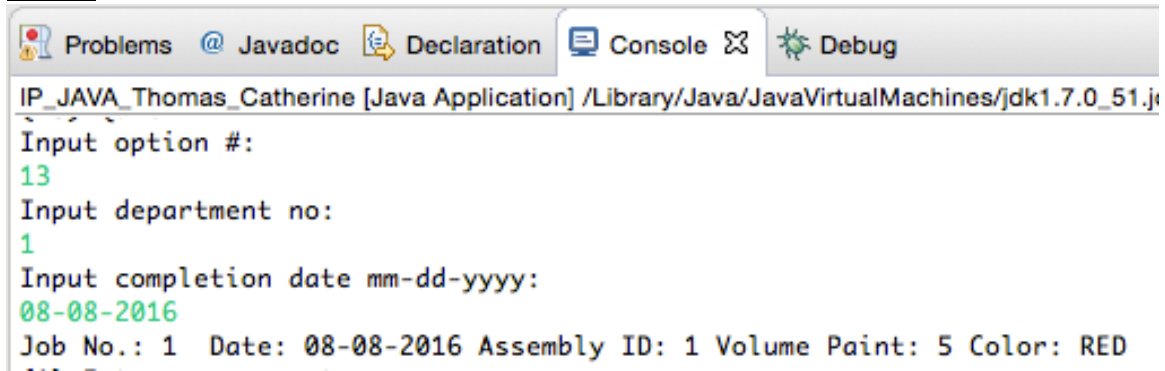 Problems @ Javadoc Declaration Console Debug
IP_JAVA_Thomas_Catherine [Java Application] /Library/Java/JavaVirtualMachines/jdk1.7.0_51.j
Input option #:
13
Input department no:
1
Input completion date mm-dd-yyyy:
08-08-2016
Job No.: 1  Date: 08-08-2016 Assembly ID: 1 Volume Paint: 5 Color: RED